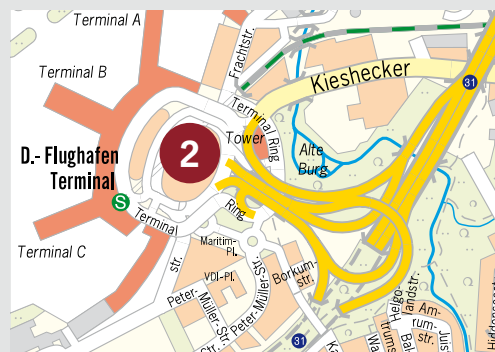 Terminal A
Frachtstr.
Terminal B
Kieshecker
31
Terminal Ring
Tower
2
Alte
Burg
D.- Flughafen
Terminal
S
Terminal
Ring
Terminal C
str.
Maritim-
Pl.
VDI-Pl.
Peter-Müller-Str.
Peter-Müller-Str.
Borkum-
str.
Helgo-
landstr.
Am-
rum-
str.
31